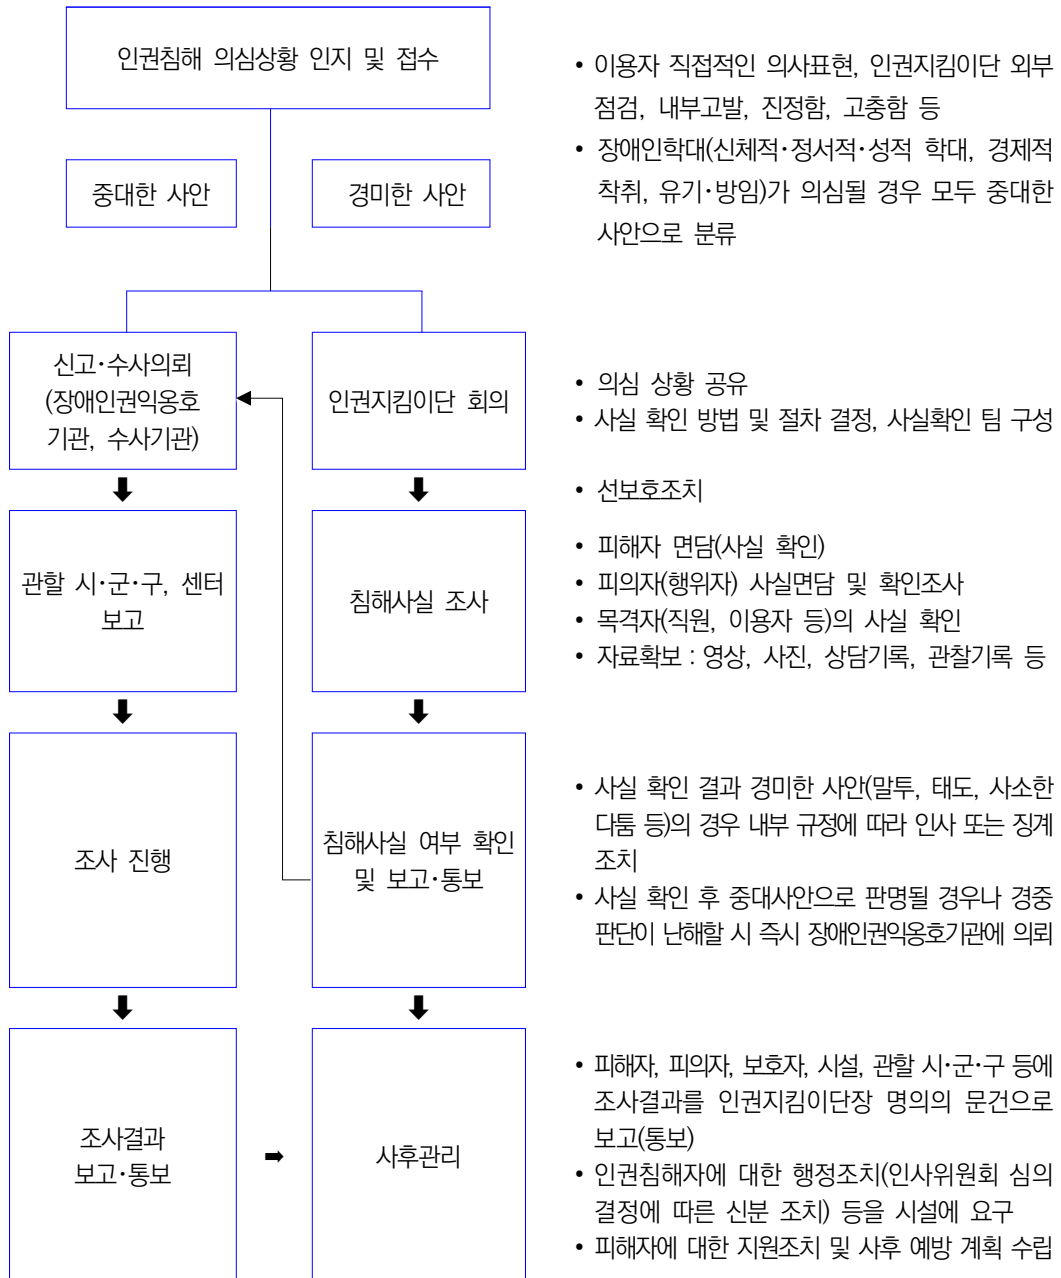 인권침해 의심상황 인지 및 접수
• 이용자 직접적인 의사표현, 인권지킴이단 외부
점검, 내부고발, 진정함, 고충함 등
• 장애인학대(신체적·정서적·성적 학대, 경제적
착취, 유기·방임)가 의심될 경우 모두 중대한
사안으로 분류
중대한 사안
경미한 사안
신고·수사의뢰
(장애인권익옹호
기관, 수사기관)
인권지킴이단 회의
• 의심 상황 공유
• 사실 확인 방법 및 절차 결정, 사실확인 팀 구성
• 선보호조치
관할 시·군·구, 센터
보고
침해사실 조사
• 피해자 면담(사실 확인)
• 피의자(행위자) 사실면담 및 확인조사
• 목격자(직원, 이용자 등)의 사실 확인
• 자료확보 : 영상, 사진, 상담기록, 관찰기록 등
조사 진행
침해사실 여부 확인
및 보고·통보
• 사실 확인 결과 경미한 사안(말투, 태도, 사소한
다툼 등)의 경우 내부 규정에 따라 인사 또는 징계
조치
• 사실 확인 후 중대사안으로 판명될 경우나 경중
판단이 난해할 시 즉시 장애인권익옹호기관에 의뢰
조사결과
보고·통보
사후관리
• 피해자, 피의자, 보호자, 시설, 관할 시·군·구 등에
조사결과를 인권지킴이단장 명의의 문건으로
보고(통보)
• 인권침해자에 대한 행정조치(인사위원회 심의
결정에 따른 신분 조치) 등을 시설에 요구
• 피해자에 대한 지원조치 및 사후 예방 계획 수립